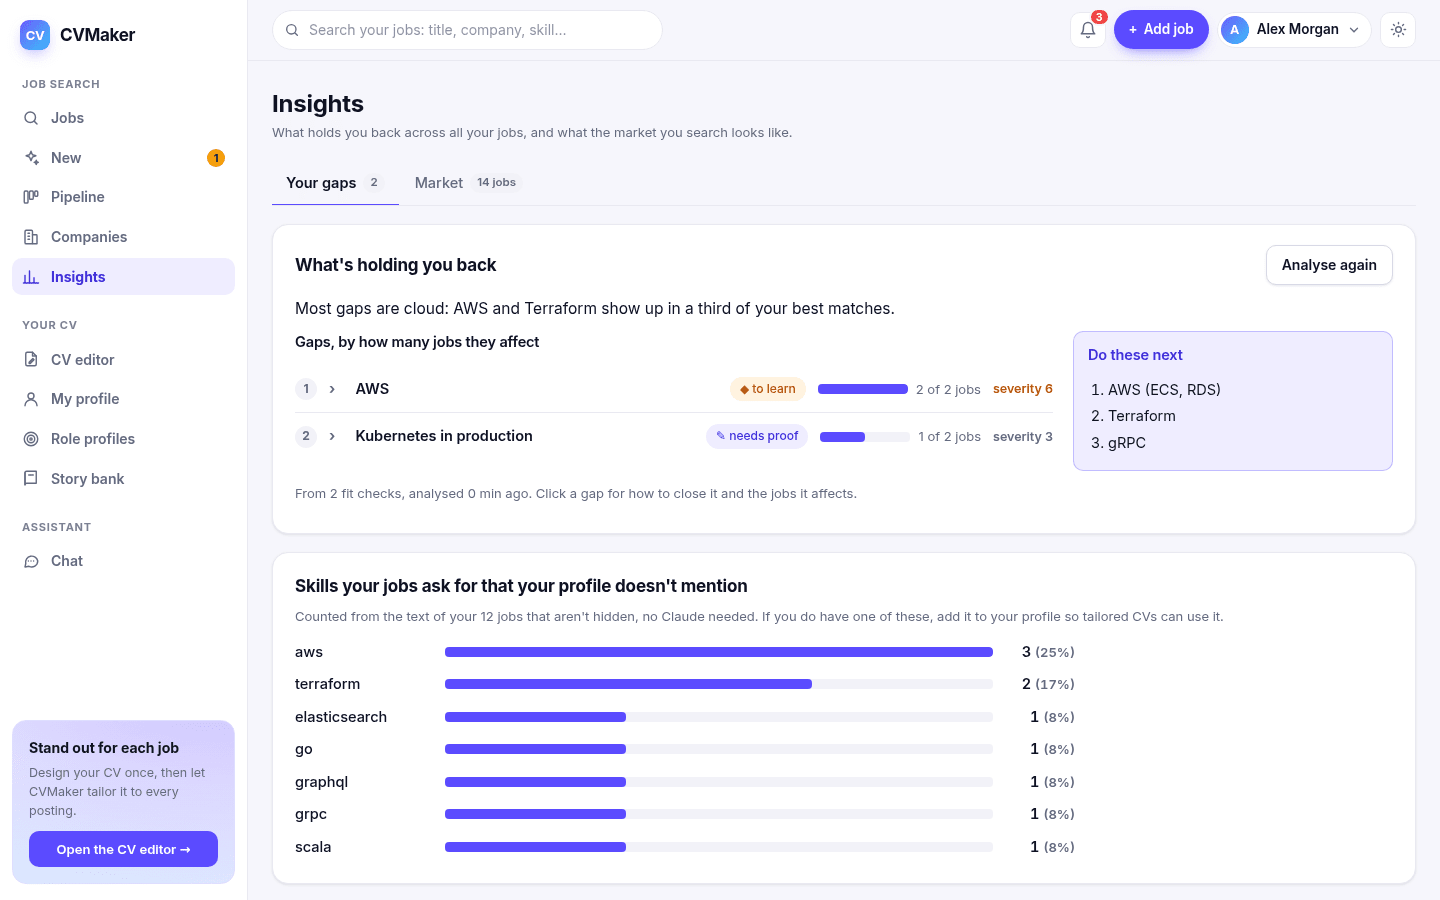 CV CVMaker
JOB SEARCH
Jobs
New 1
Pipeline
Companies
Insights
YOUR CV
CV editor
My profile
Role profiles
Story bank
ASSISTANT
Chat
Stand out for each job
Design your CV once, then let
CVMaker tailor it to every
posting.
Open the CV editor →
Search your jobs: title, company, skill...
3
+ Add job
A Alex Morgan
Insights
What holds you back across all your jobs, and what the market you search looks like.
Your gaps 2 Market 14 jobs
What's holding you back
Analyse again
Most gaps are cloud: AWS and Terraform show up in a third of your best matches.
Gaps, by how many jobs they affect
1 › AWS ◆ to learn 2 of 2 jobs severity 6
2 › Kubernetes in production ✎ needs proof 1 of 2 jobs severity 3
From 2 fit checks, analysed 0 min ago. Click a gap for how to close it and the jobs it affects.
Do these next
1. AWS (ECS, RDS)
2. Terraform
3. gRPC
Skills your jobs ask for that your profile doesn't mention
Counted from the text of your 12 jobs that aren't hidden, no Claude needed. If you do have one of these, add it to your profile so tailored CVs can use it.
aws 3 (25%)
terraform 2 (17%)
elasticsearch 1 (8%)
go 1 (8%)
graphql 1 (8%)
grpc 1 (8%)
scala 1 (8%)